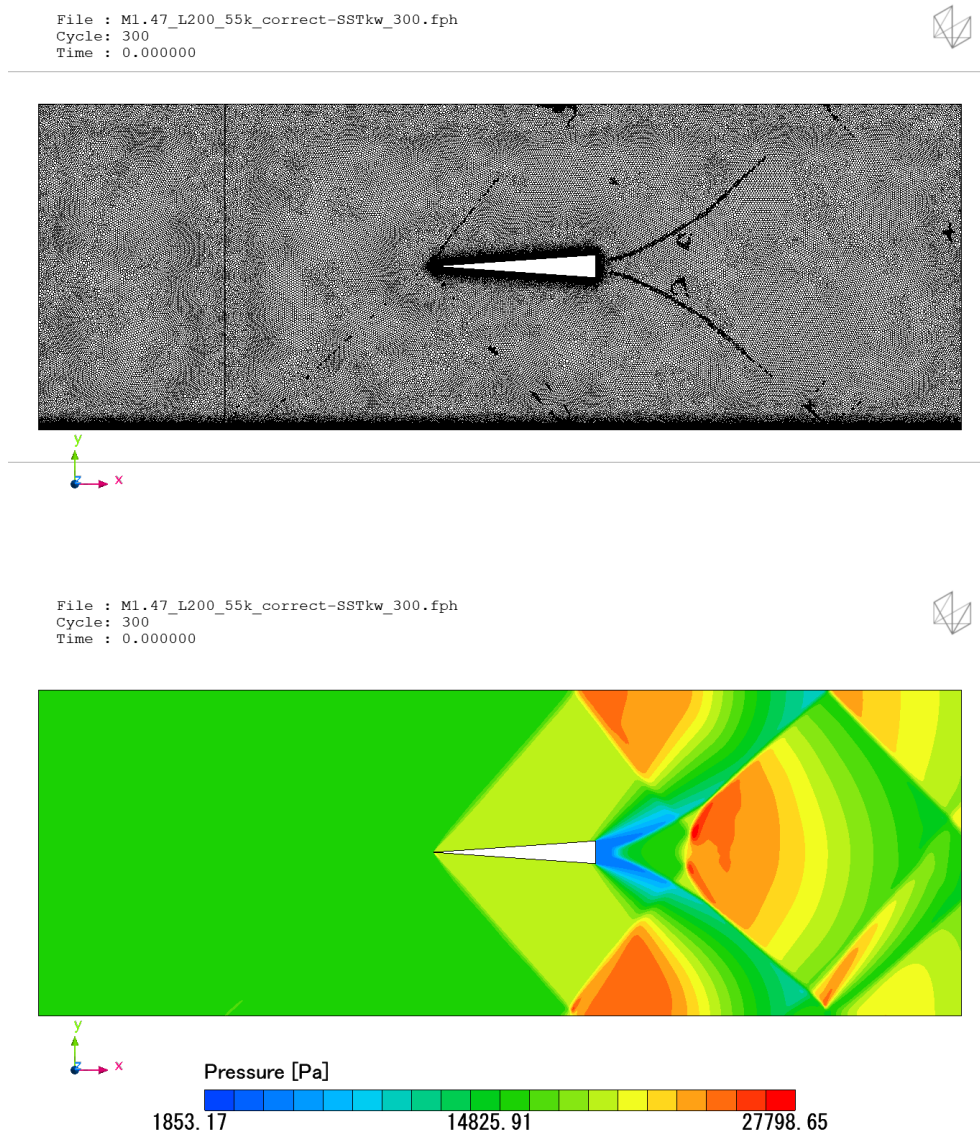 File : M1.47_L200_55k_correct-SSTkw_300.fph
Cycle: 300
Time : 0.000000
y
z
x
File : M1.47_L200_55k_correct-SSTkw_300.fph
Cycle: 300
Time : 0.000000
y
z
x
Pressure [Pa]
1853.17 14825.91 27798.65